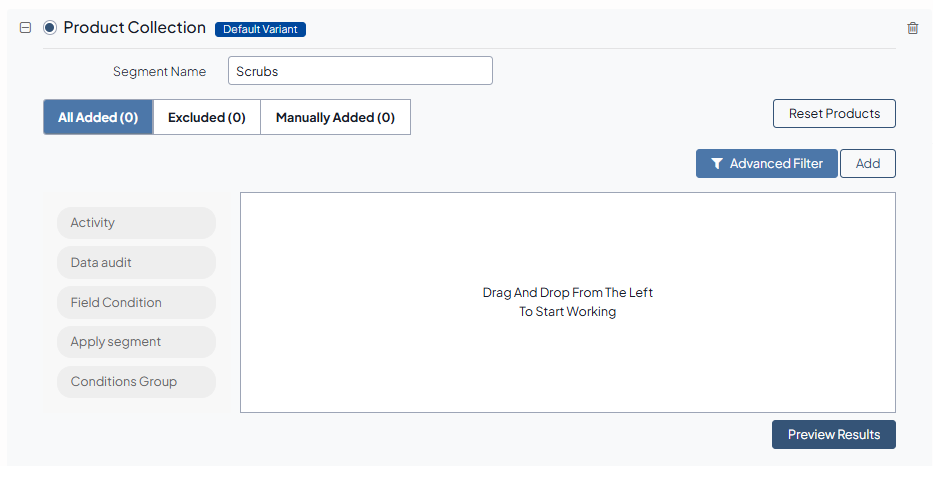 Product Collection Default Variant
Segment Name Scrubs
All Added (0) Excluded (0) Manually Added (0) Reset Products
Advanced Filter Add
Activity
Data audit
Field Condition
Apply segment
Conditions Group
Drag And Drop From The Left
To Start Working
Preview Results